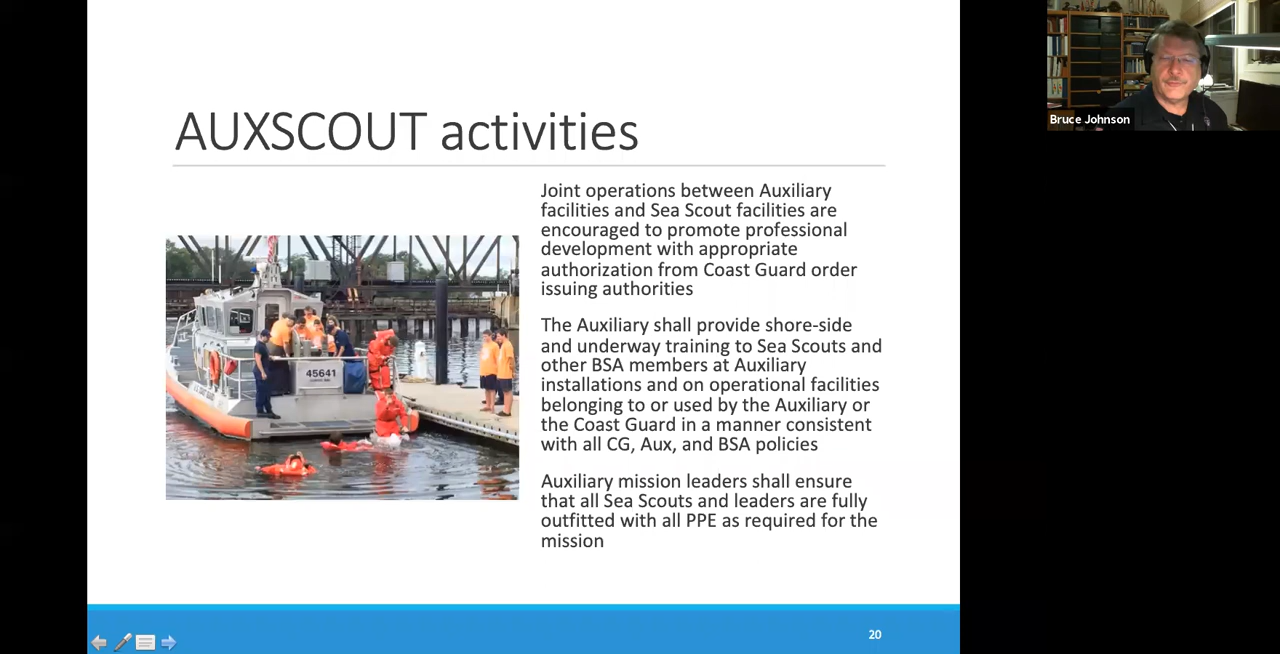 AUXSCOUT activities
Joint operations between Auxiliary
facilities and Sea Scout facilities are
encouraged to promote professional
development with appropriate
authorization from Coast Guard order
issuing authorities
The Auxiliary shall provide shore-side
and underway training to Sea Scouts and
other BSA members at Auxiliary
installations and on operational facilities
belonging to or used by the Auxiliary or
the Coast Guard in a manner consistent
with all CG, Aux, and BSA policies
Auxiliary mission leaders shall ensure
that all Sea Scouts and leaders are fully
outfitted with all PPE as required for the
mission
45641
20
Bruce Johnson